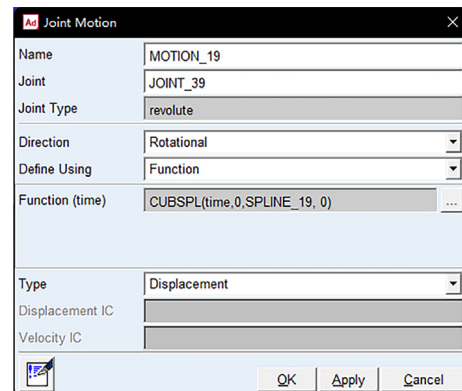 Ad Joint Motion
Name MOTION_19
Joint JOINT_39
Joint Type revolute
Direction Rotational
Define Using Function
Function (time) CUBSPL(time,0,SPLINE_19, 0) ...
Type Displacement
Displacement IC
Velocity IC
OK Apply Cancel